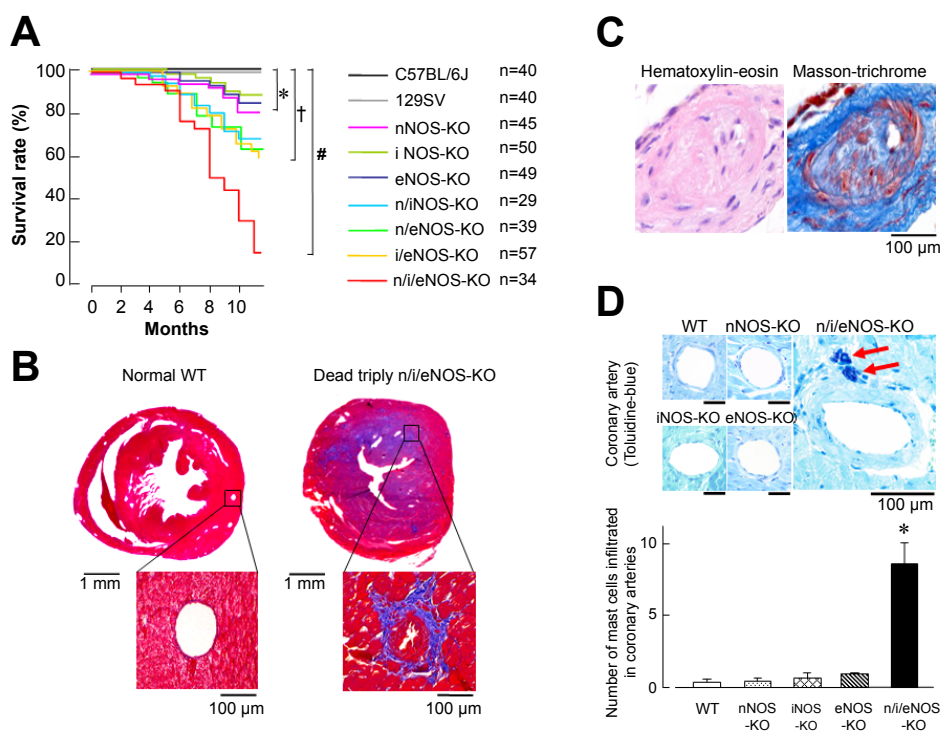 A
Survival rate (%)
100
80
60
40
20
0
0 2 4 6 8 10
Months
*
†
#
C57BL/6J n=40
129SV n=40
nNOS-KO n=45
i NOS-KO n=50
eNOS-KO n=49
n/iNOS-KO n=29
n/eNOS-KO n=39
i/eNOS-KO n=57
n/i/eNOS-KO n=34
B
Normal WT
Dead triply n/i/eNOS-KO
1 mm
1 mm
100 µm
100 µm
C
Hematoxylin-eosin
Masson-trichrome
100 µm
D
WT
nNOS-KO
n/i/eNOS-KO
iNOS-KO
eNOS-KO
Coronary artery
(Toluidine-blue)
100 µm
Number of mast cells infiltrated
in coronary arteries
10
5
0
*
WT
nNOS
-KO
iNOS
-KO
eNOS
-KO
n/i/eNOS
-KO